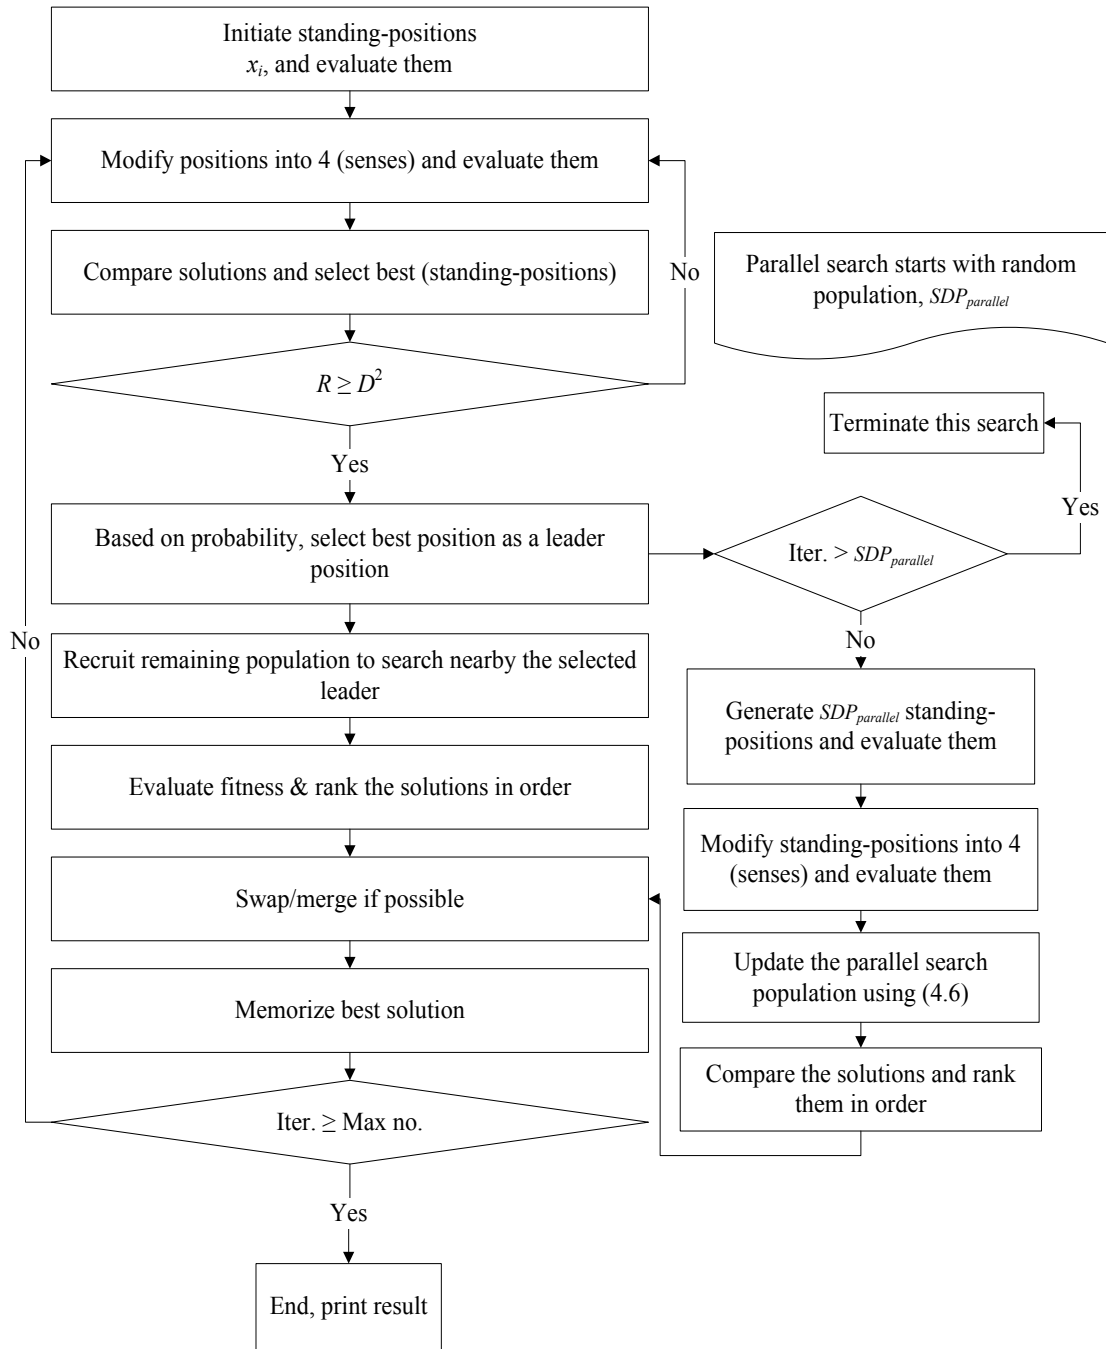 Initiate standing-positions
xᵢ, and evaluate them
Modify positions into 4 (senses) and evaluate them
Compare solutions and select best (standing-positions)
No
Parallel search starts with random
population, SDPparallel
R ≥ D²
Terminate this search
Yes
Yes
Based on probability, select best position as a leader
position
Iter. > SDPparallel
No
No
Recruit remaining population to search nearby the selected
leader
Generate SDPparallel standing-
positions and evaluate them
Evaluate fitness & rank the solutions in order
Modify standing-positions into 4
(senses) and evaluate them
Swap/merge if possible
Update the parallel search
population using (4.6)
Memorize best solution
Compare the solutions and rank
them in order
Iter. ≥ Max no.
Yes
End, print result